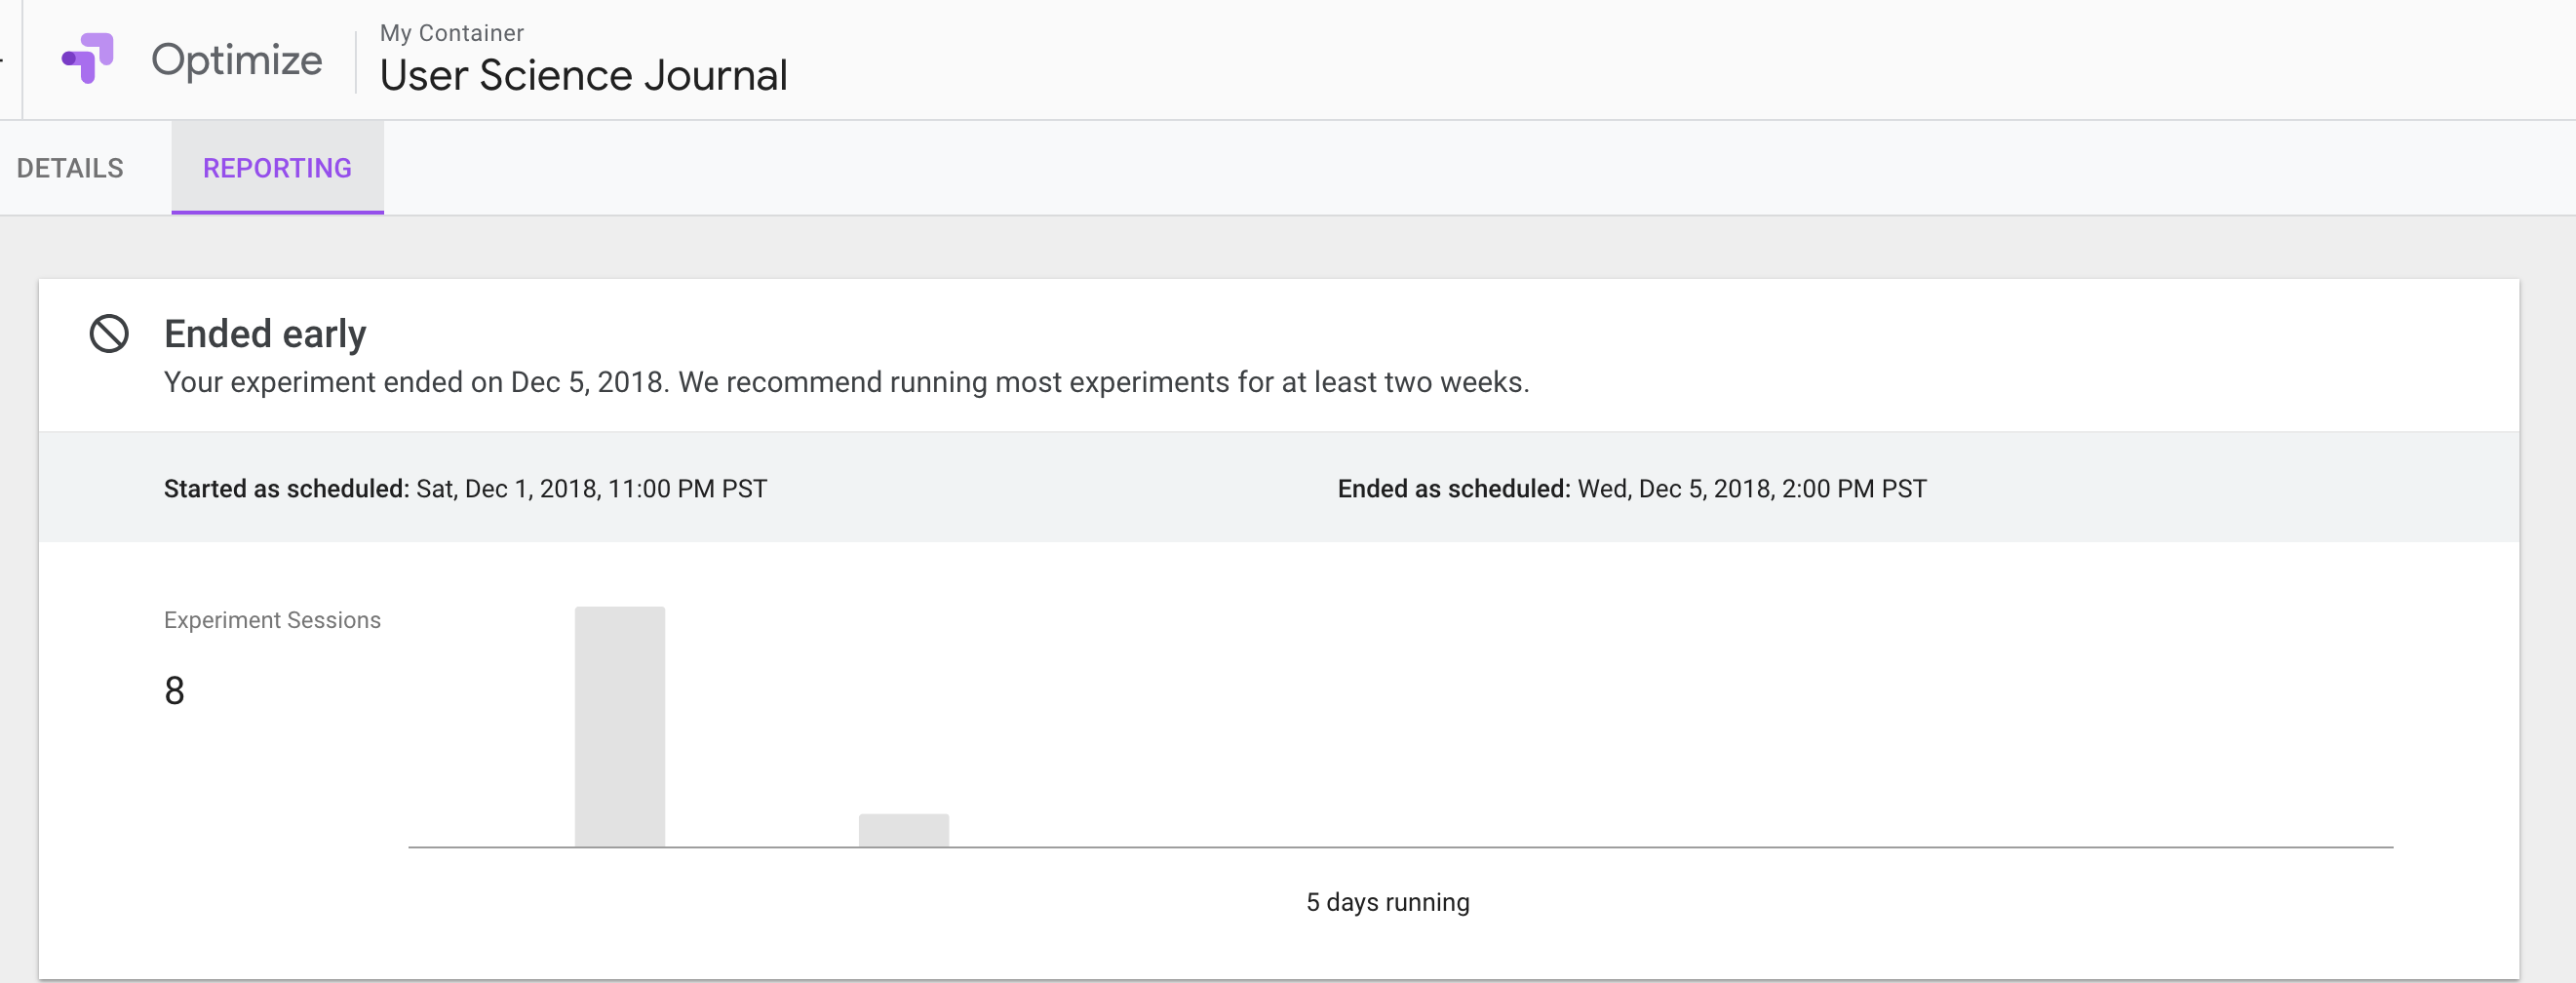 Optimize
My Container
User Science Journal
DETAILS
REPORTING
Ended early
Your experiment ended on Dec 5, 2018. We recommend running most experiments for at least two weeks.
Started as scheduled: Sat, Dec 1, 2018, 11:00 PM PST
Ended as scheduled: Wed, Dec 5, 2018, 2:00 PM PST
Experiment Sessions
8
5 days running